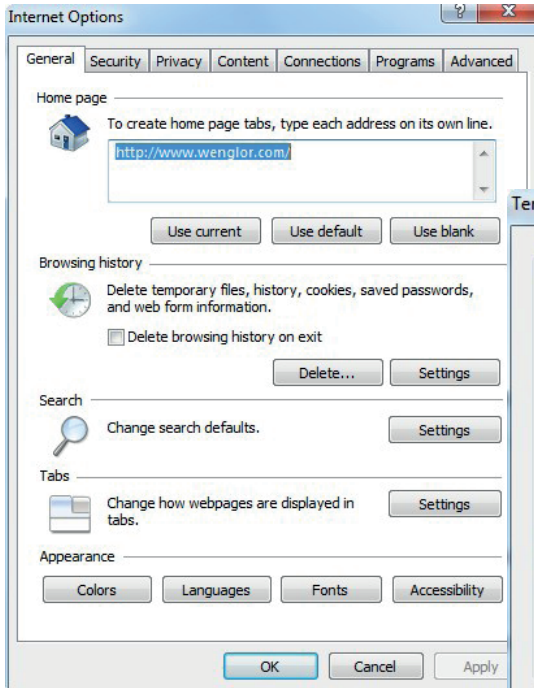 Internet Options
?
X
General Security Privacy Content Connections Programs Advanced
Home page
To create home page tabs, type each address on its own line.
http://www.wenglor.com/
Use current Use default Use blank
Browsing history
Delete temporary files, history, cookies, saved passwords,
and web form information.
Delete browsing history on exit
Delete... Settings
Search
Change search defaults. Settings
Tabs
Change how webpages are displayed in
tabs.
Settings
Appearance
Colors Languages Fonts Accessibility
OK Cancel Apply